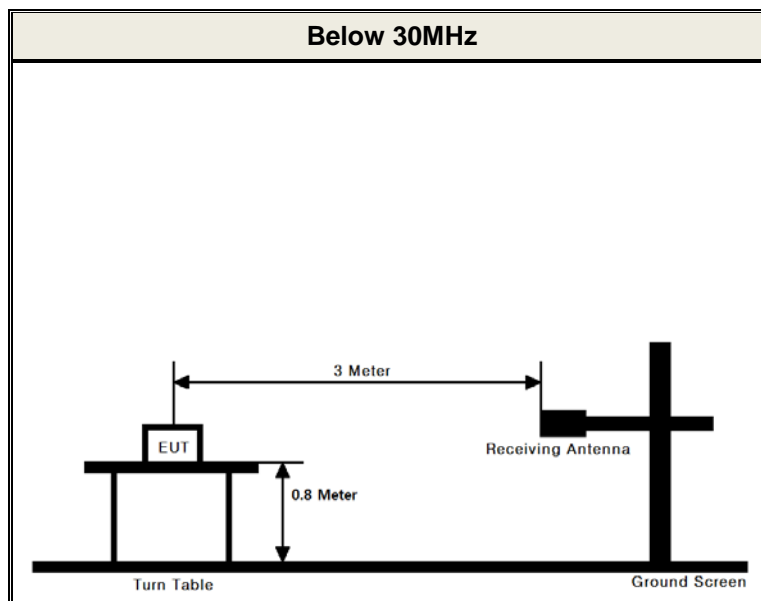 Below 30MHz
3 Meter
EUT
Receiving Antenna
0.8 Meter
Turn Table
Ground Screen